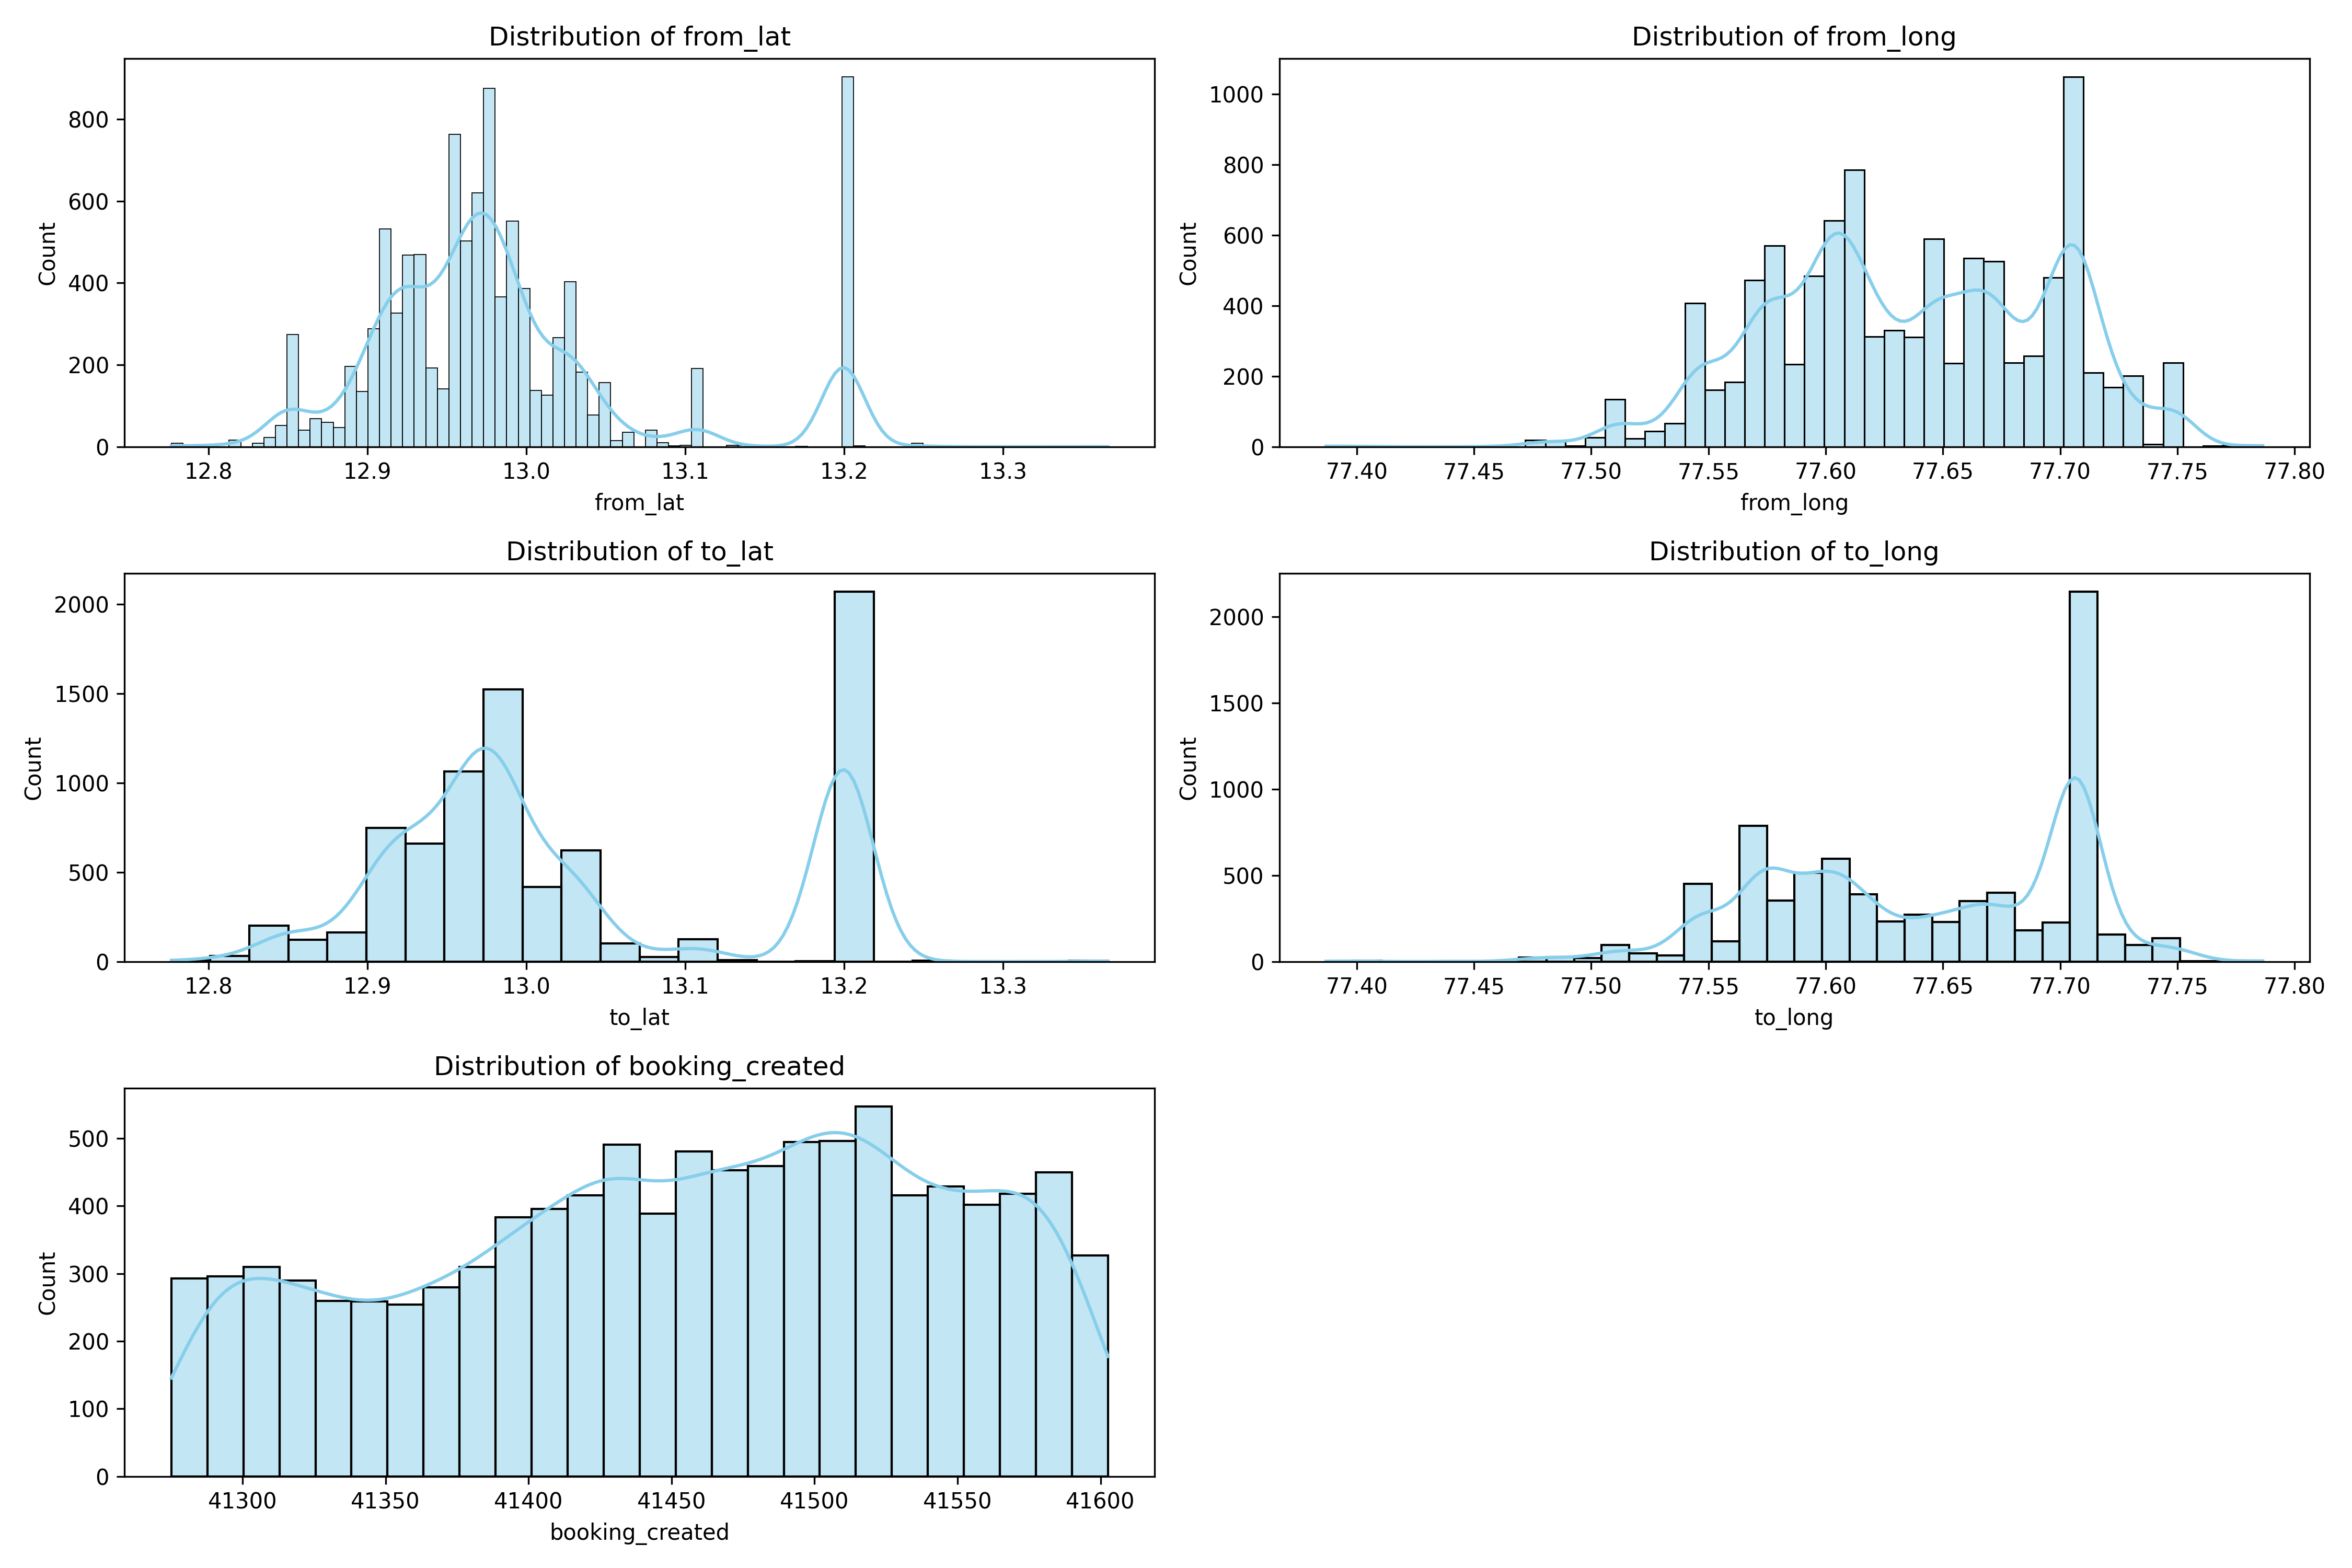 Distribution of from_lat
Count
800
600
400
200
0
12.8 12.9 13.0 13.1 13.2 13.3
from_lat
Distribution of from_long
Count
1000
800
600
400
200
0
77.40 77.45 77.50 77.55 77.60 77.65 77.70 77.75 77.80
from_long
Distribution of to_lat
Count
2000
1500
1000
500
0
12.8 12.9 13.0 13.1 13.2 13.3
to_lat
Distribution of to_long
Count
2000
1500
1000
500
0
77.40 77.45 77.50 77.55 77.60 77.65 77.70 77.75 77.80
to_long
Distribution of booking_created
Count
500
400
300
200
100
0
41300 41350 41400 41450 41500 41550 41600
booking_created